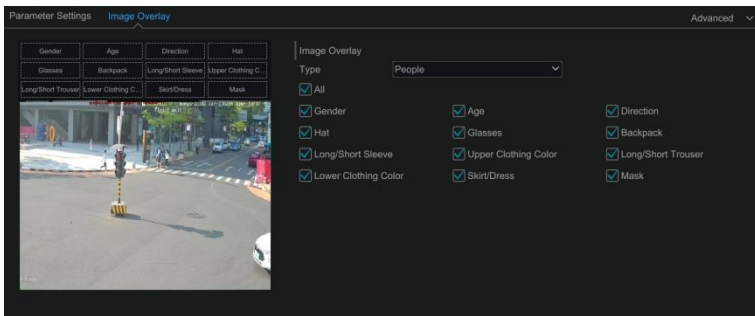 Parameter Settings Image Overlay Advanced
Gender Age Direction Hat
Glasses Backpack Long/Short Sleeve Upper Clothing C...
Long/Short Trouser Lower Clothing C... Skirt/Dress Mask
Image Overlay
Type People
All
Gender Age Direction
Hat Glasses Backpack
Long/Short Sleeve Upper Clothing Color Long/Short Trouser
Lower Clothing Color Skirt/Dress Mask